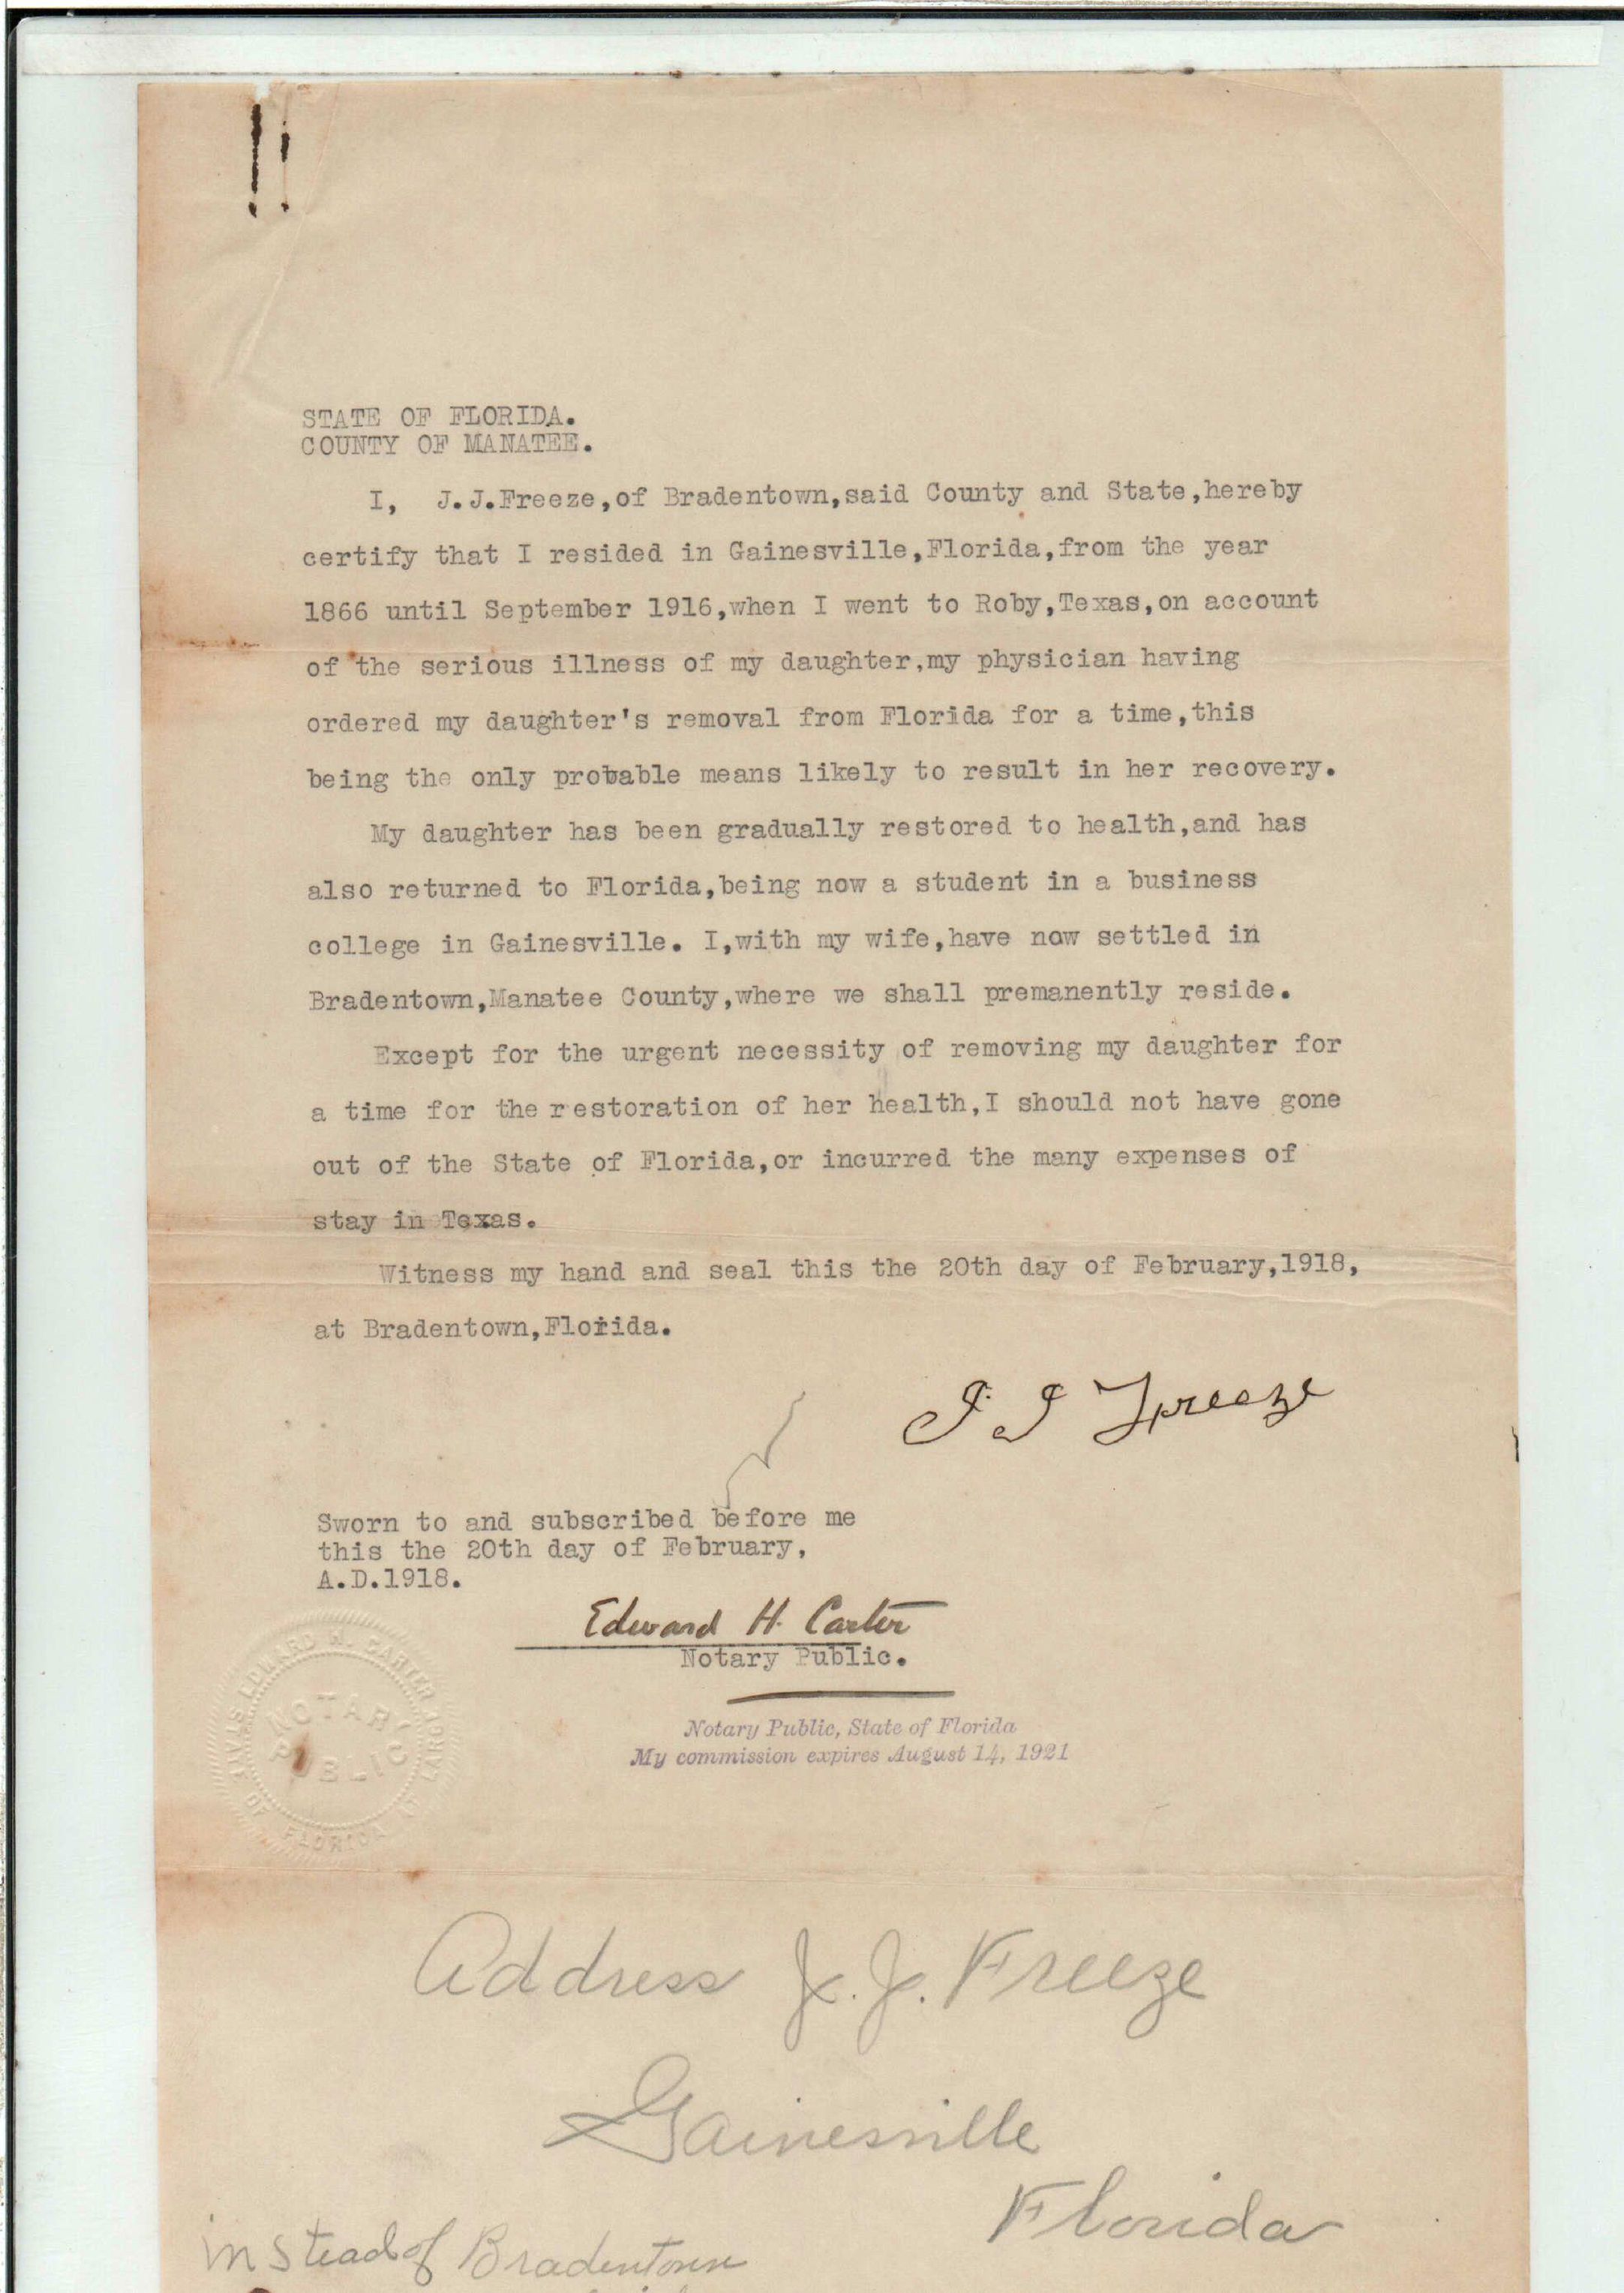 STATE OF FLORIDA.
COUNTY OF MANATEE.
I, J.J.Freeze,of Bradentown,said County and State,hereby
certify that I resided in Gainesville,Florida,from the year
1866 until September 1916,when I went to Roby,Texas,on account
of the serious illness of my daughter,my physician having
ordered my daughter's removal from Florida for a time,this
being the only probable means likely to result in her recovery.
My daughter has been gradually restored to health,and has
also returned to Florida,being now a student in a business
college in Gainesville. I,with my wife,have now settled in
Bradentown,Manatee County,where we shall premanently reside.
Except for the urgent necessity of removing my daughter for
a time for the restoration of her health,I should not have gone
out of the State of Florida,or incurred the many expenses of
stay in Texas.
Witness my hand and seal this the 20th day of February,1918,
at Bradentown,Florida.
J J Freeze
Sworn to and subscribed before me
this the 20th day of February,
A.D.1918.
Edward H. Carter
Notary Public.
Notary Public, State of Florida
My commission expires August 14, 1921
EDWARD H. CARTER
NOTARY
PUBLIC
OF FLORIDA AT LARGE
Address J. J. Freeze
Gainesville
Florida
instead of Bradentown